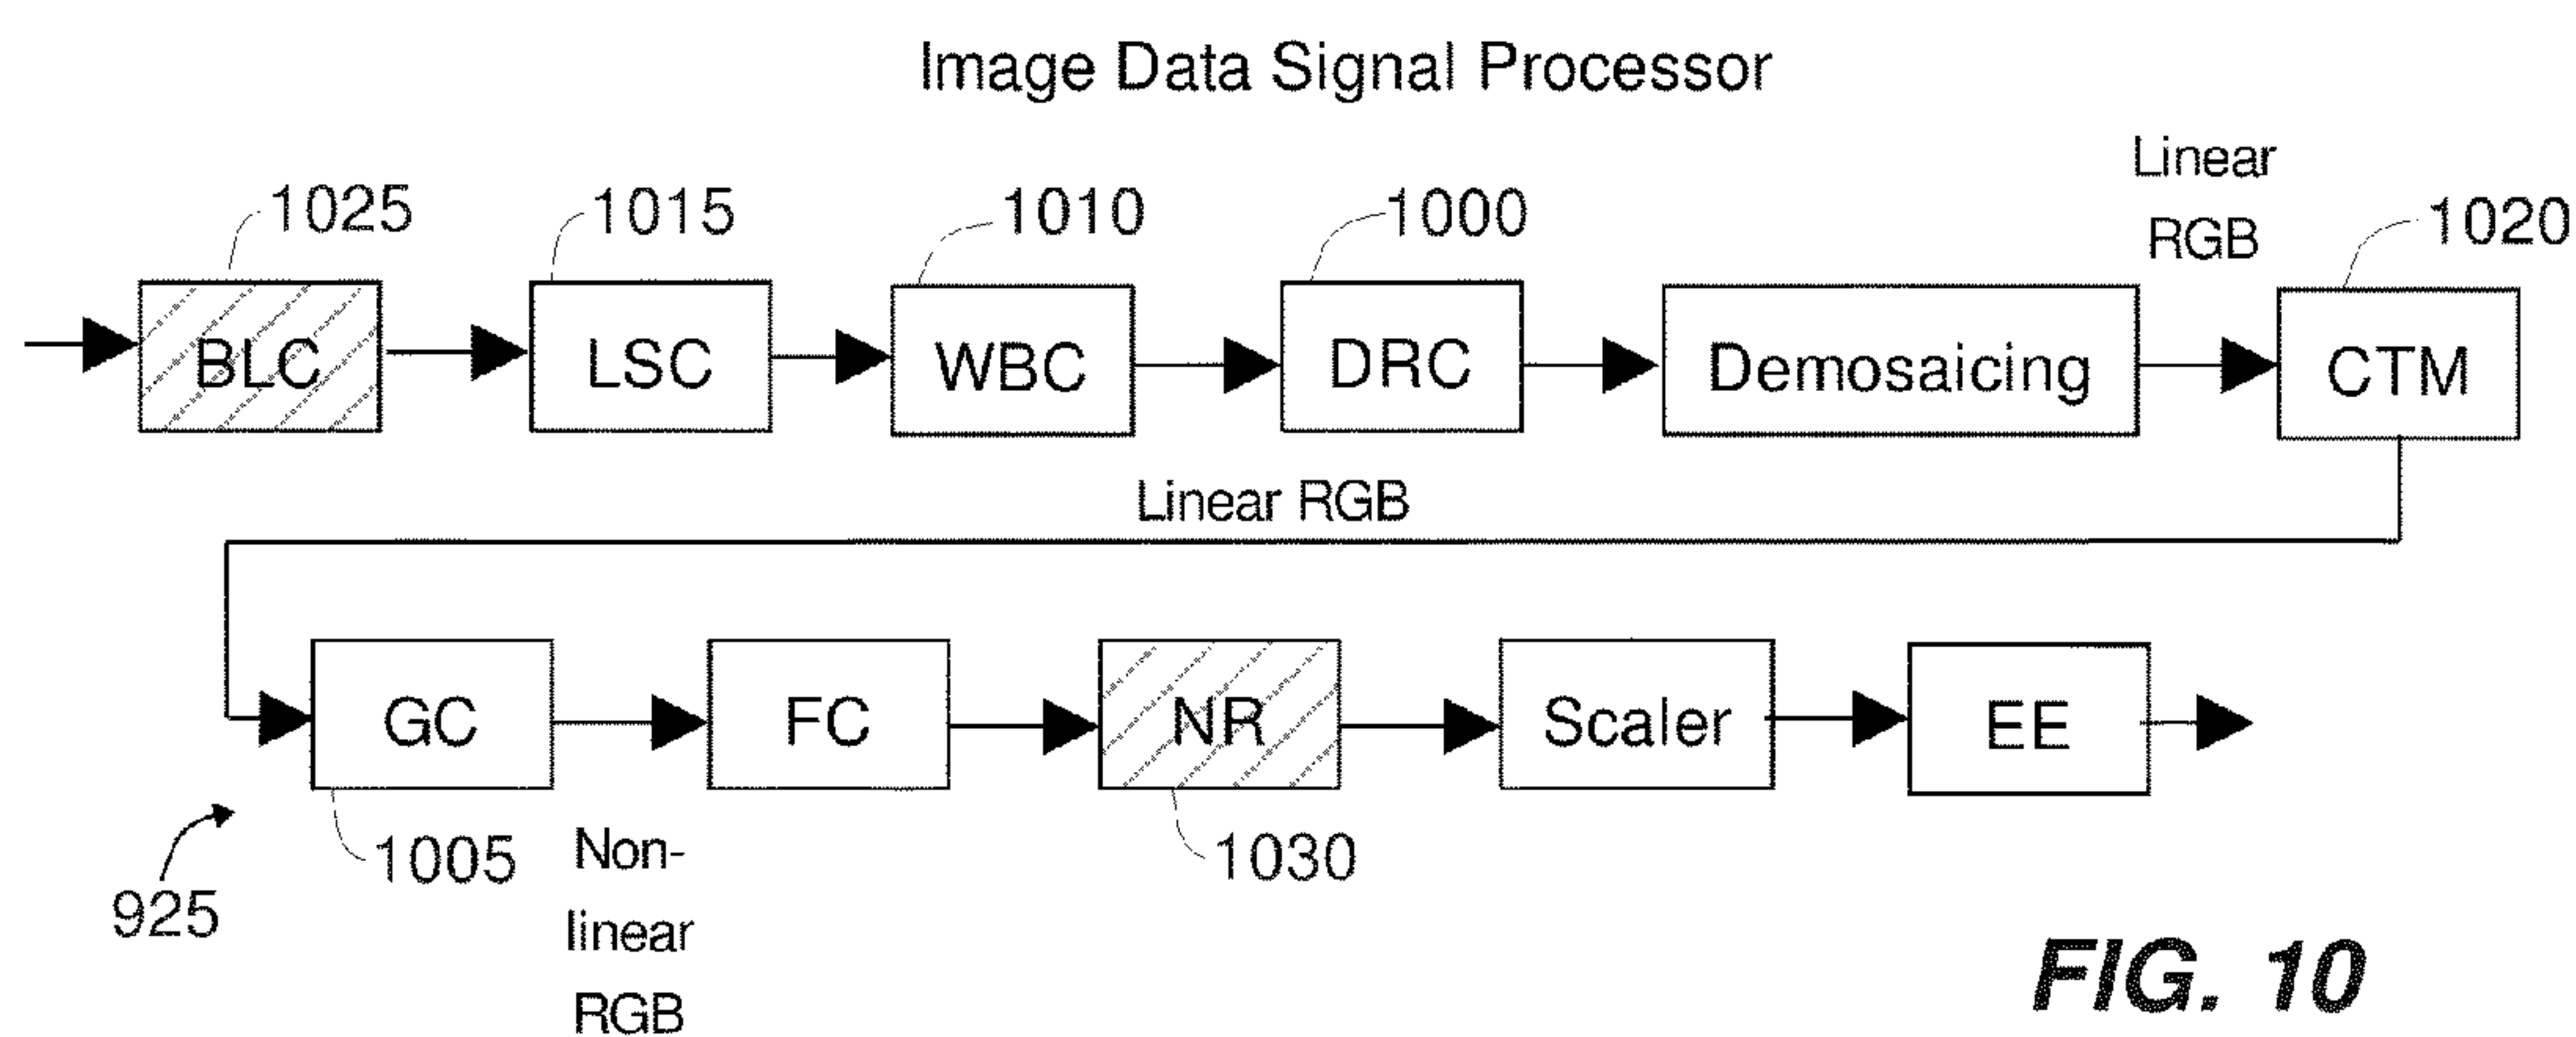 Image Data Signal Processor
Linear
RGB
1025
1015
1010
1000
1020
BLC
LSC
WBC
DRC
Demosaicing
CTM
Linear RGB
GC
FC
NR
Scaler
EE
925
1005
Non-
linear
RGB
1030
FIG. 10